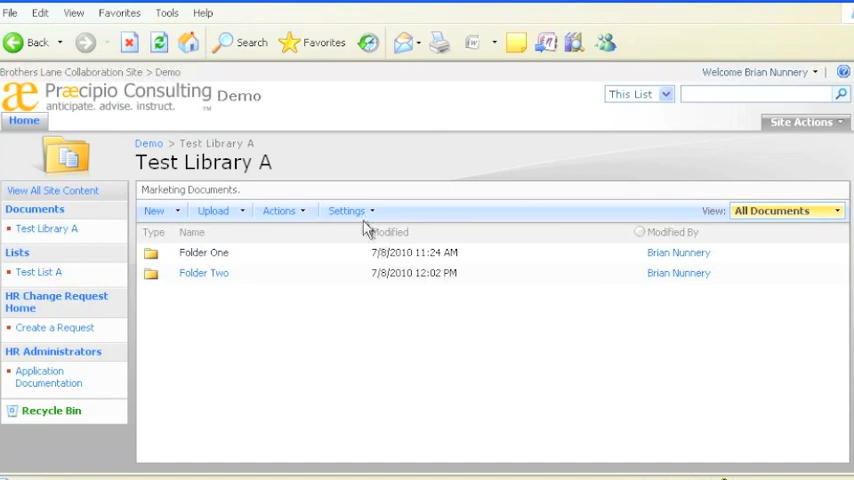 File Edit View Favorites Tools Help
Back Search Favorites
Brothers Lane Collaboration Site > Demo Welcome Brian Nunnery
æ Præcipio Consulting Demo
anticipate. advise. instruct. ™
This List
Home Site Actions
Demo > Test Library A
Test Library A
View All Site Content
Marketing Documents.
Documents
Test Library A
Lists
Test List A
HR Change Request
Home
Create a Request
HR Administrators
Application
Documentation
Recycle Bin
New Upload Actions Settings View: All Documents
Type Name Modified Modified By
Folder One 7/8/2010 11:24 AM Brian Nunnery
Folder Two 7/8/2010 12:02 PM Brian Nunnery